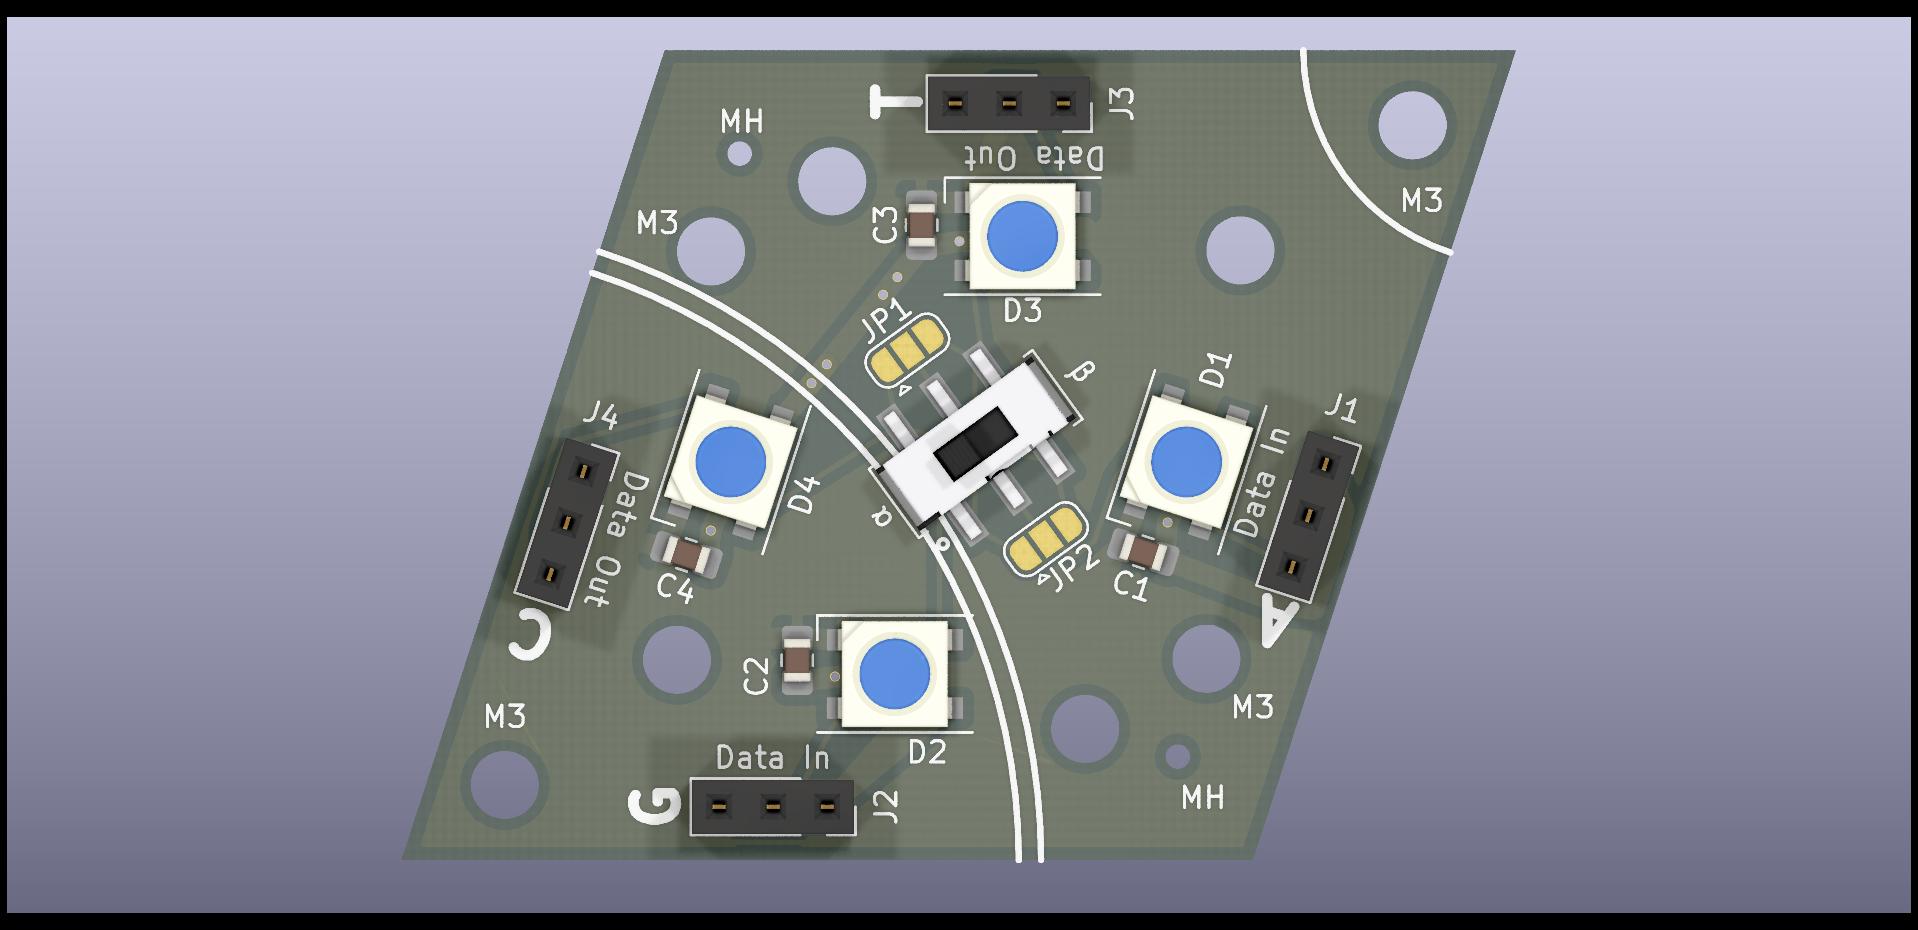 T
J3
MH
Data Out
M3
M3
C3
D3
JP1
β
D1
J1
J4
Data In
Data Out
D4
α
JP2
C4
C1
A
C
C2
M3
M3
D2
Data In
MH
G
J2